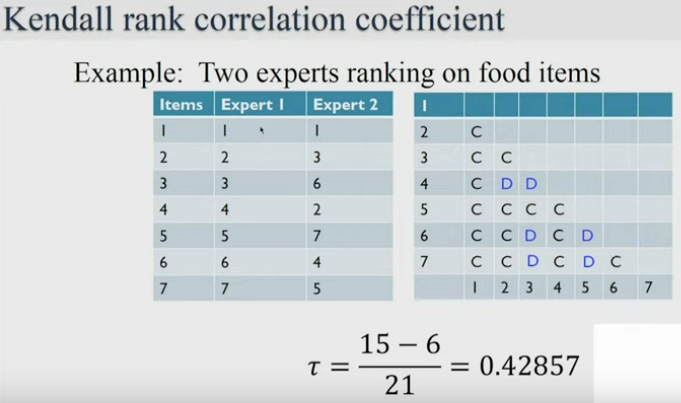 Kendall rank correlation coefficient
Example: Two experts ranking on food items
Items Expert 1 Expert 2
1 1 1
2 2 3
3 3 6
4 4 2
5 5 7
6 6 4
7 7 5
1
2 C
3 C C
4 C D D
5 C C C C
6 C C D C D
7 C C D C D C
1 2 3 4 5 6 7
τ = (15 − 6) / 21 = 0.42857